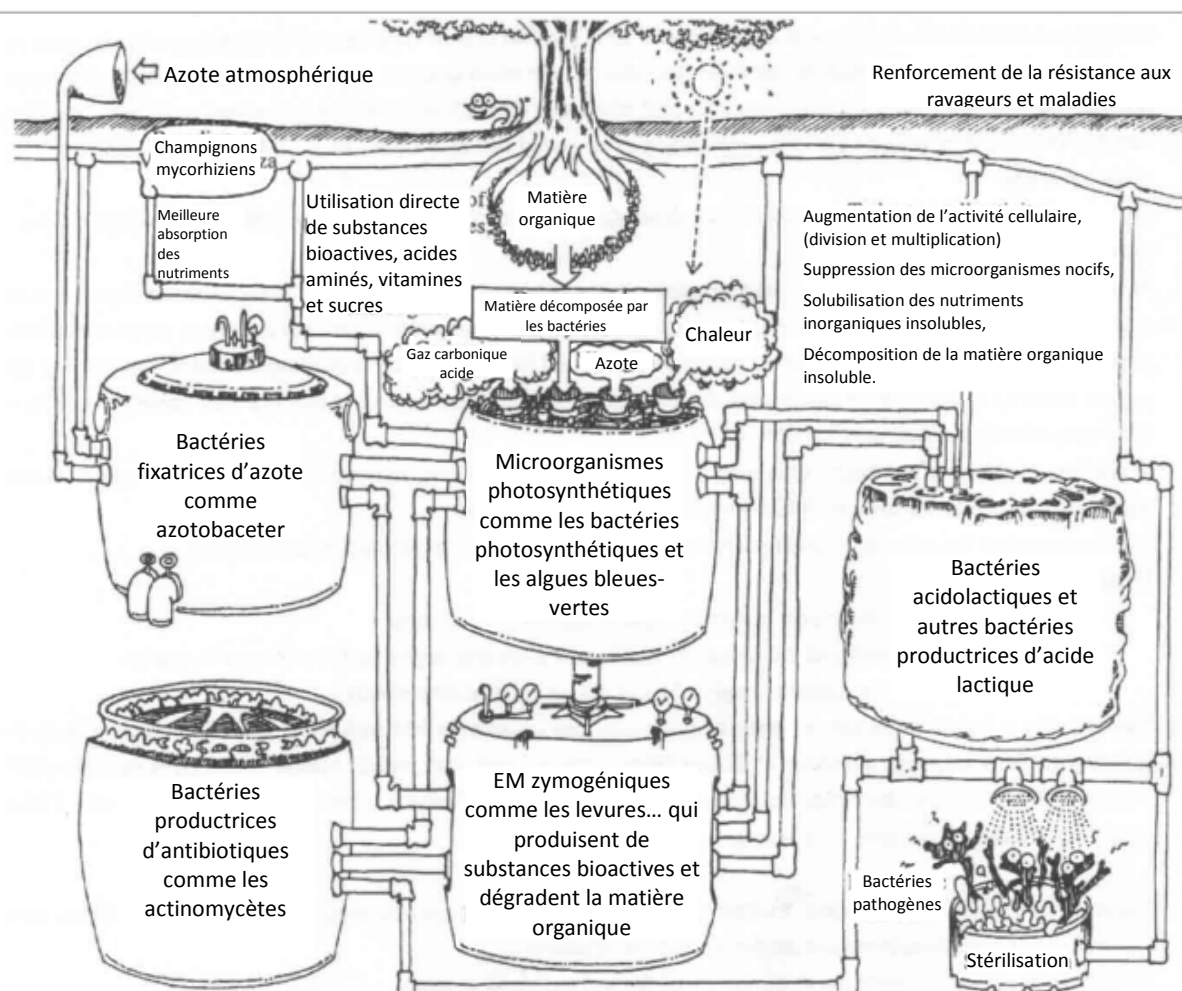 Azote atmosphérique
Renforcement de la résistance aux
ravageurs et maladies
Champignons
mycorhiziens
za
Meilleure
absorption
des
nutriments
Utilisation directe
de substances
bioactives, acides
aminés, vitamines
et sucres
of
es.
Matière
organique
Augmentation de l'activité cellulaire,
(division et multiplication)
Suppression des microorganismes nocifs,
Solubilisation des nutriments
inorganiques insolubles,
Décomposition de la matière organique
insoluble.
Matière décomposée par
les bactéries
Gaz carbonique
acide
Azote
Chaleur
Bactéries
fixatrices d'azote
comme
azotobaceter
Microorganismes
photosynthétiques
comme les bactéries
photosynthétiques et
les algues bleues-
vertes
Bactéries
acidolactiques et
autres bactéries
productrices d'acide
lactique
Bactéries
productrices
d'antibiotiques
comme les
actinomycètes
EM zymogéniques
comme les levures… qui
produisent de
substances bioactives et
dégradent la matière
organique
Bactéries
pathogènes
Stérilisation